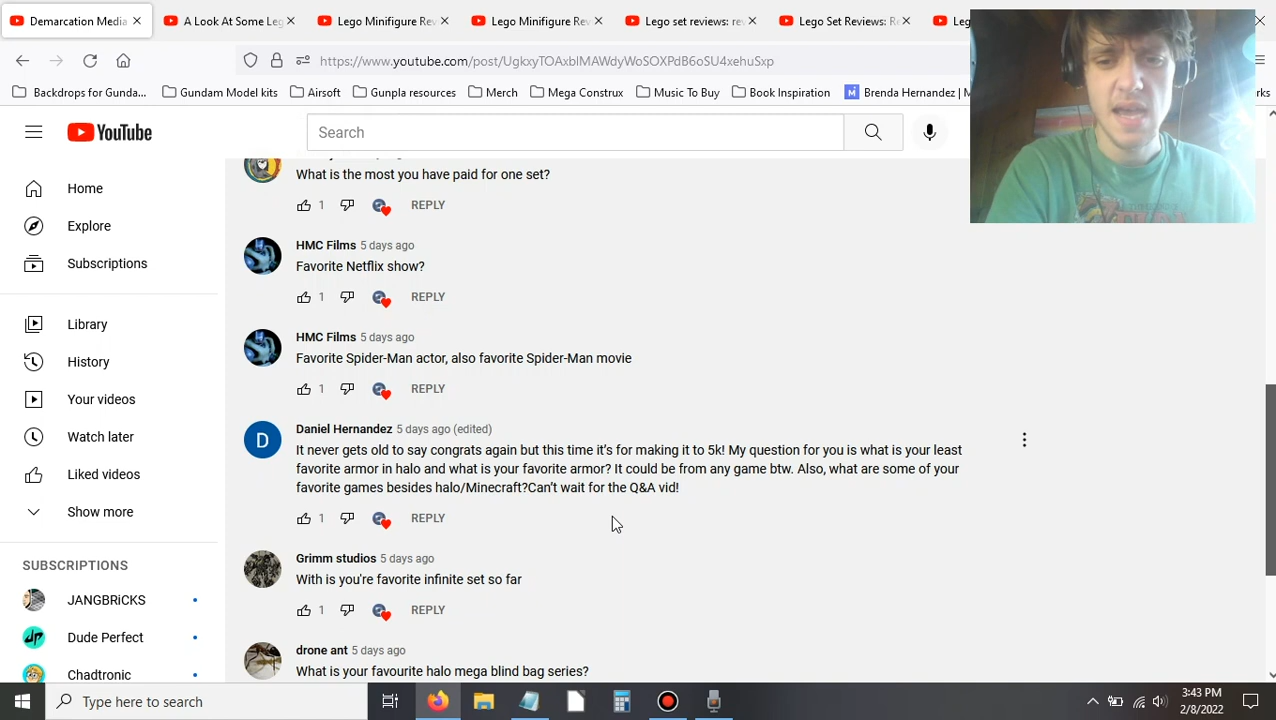 Demarcation Media
A Look At Some Leg
Lego Minifigure Rev
Lego Minifigure Rev
Lego set reviews: rev
Lego Set Reviews: Re
Leg
https://www.youtube.com/post/UgkxyTOAxblMAWdyWoSOXPdB6oSU4xehuSxp
Backdrops for Gunda...
Gundam Model kits
Airsoft
Gunpla resources
Merch
Mega Construx
Music To Buy
Book Inspiration
Brenda Hernandez | M
YouTube
Search
Home
Explore
Subscriptions
Library
History
Your videos
Watch later
Liked videos
Show more
SUBSCRIPTIONS
JANGBRiCKS
Dude Perfect
Chadtronic
What is the most you have paid for one set?
1 REPLY
HMC Films 5 days ago
Favorite Netflix show?
1 REPLY
HMC Films 5 days ago
Favorite Spider-Man actor, also favorite Spider-Man movie
1 REPLY
D
Daniel Hernandez 5 days ago (edited)
It never gets old to say congrats again but this time it's for making it to 5k! My question for you is what is your least
favorite armor in halo and what is your favorite armor? It could be from any game btw. Also, what are some of your
favorite games besides halo/Minecraft?Can't wait for the Q&A vid!
1 REPLY
Grimm studios 5 days ago
With is you're favorite infinite set so far
1 REPLY
drone ant 5 days ago
What is your favourite halo mega blind bag series?
Type here to search
3:43 PM
2/8/2022